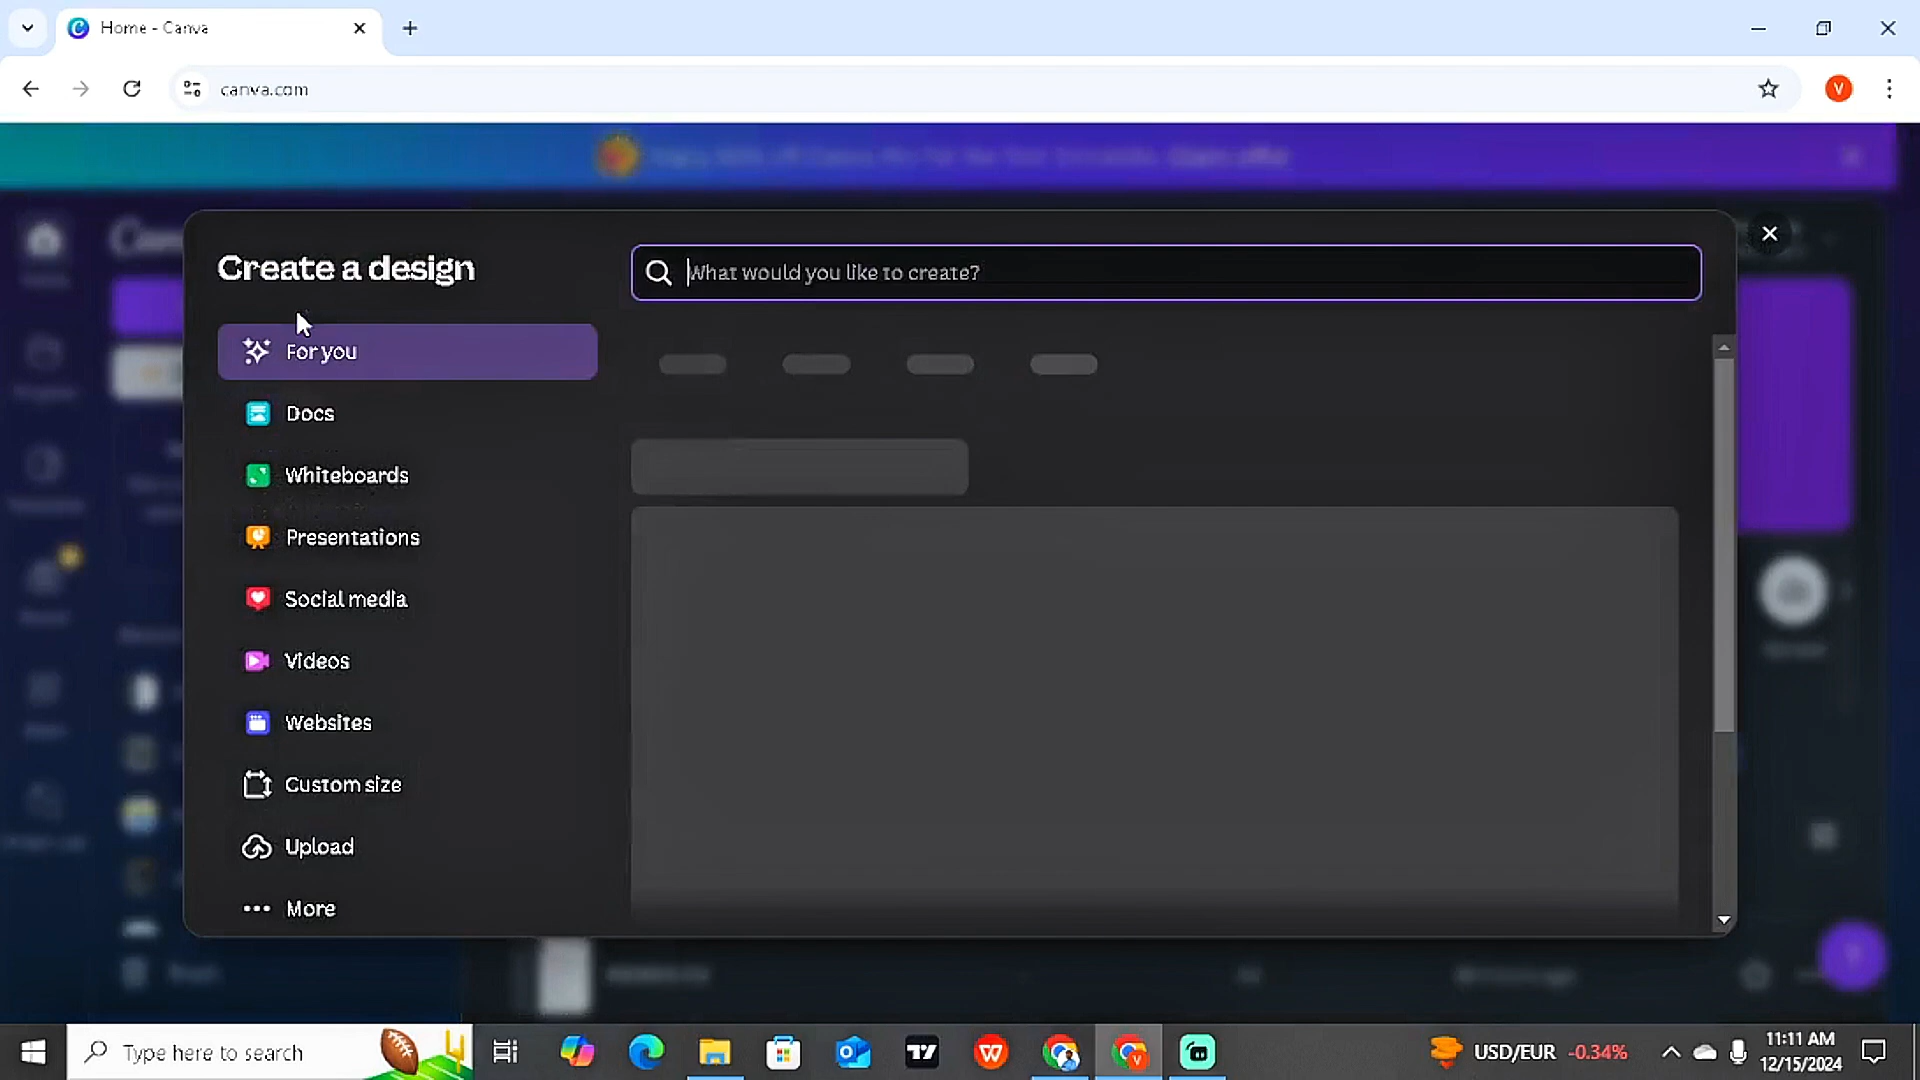 Home - Canva
canva.com
Create a design
What would you like to create?
For you
Docs
Whiteboards
Presentations
Social media
Videos
Websites
Custom size
Upload
More
Type here to search
USD/EUR -0.34%
11:11 AM
12/15/2024
V